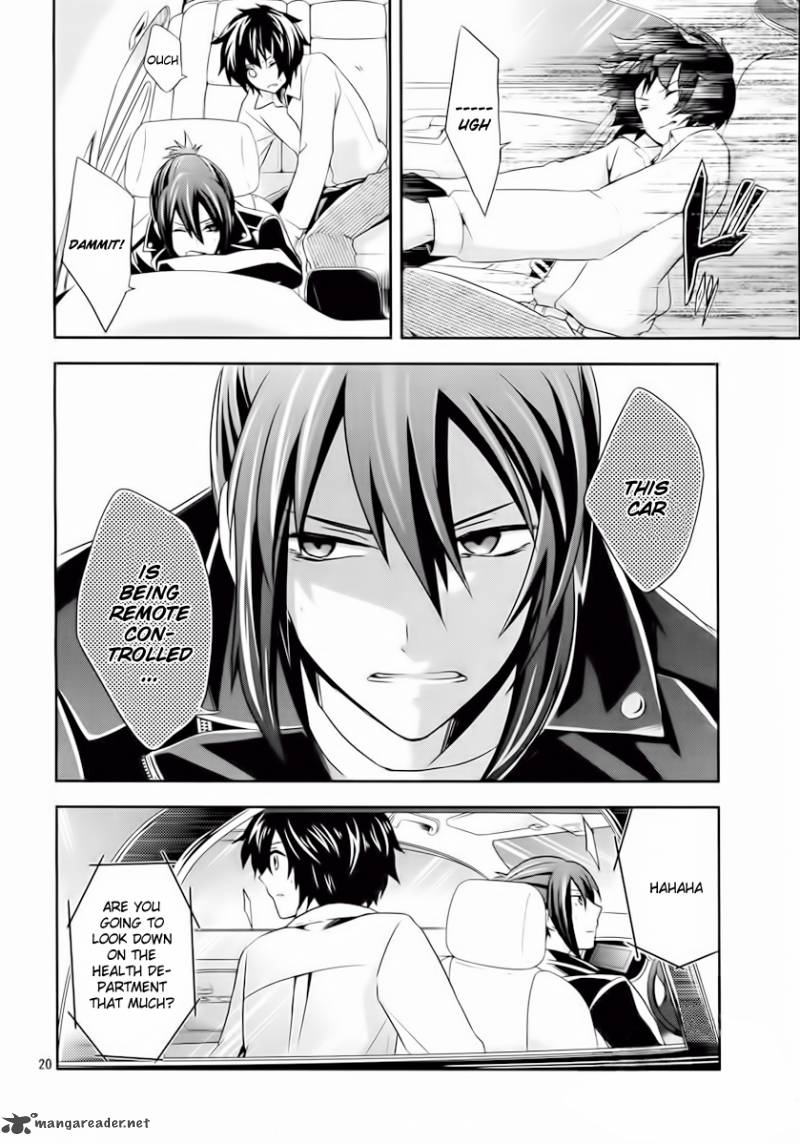 -----
UGH
ド
OUCH
DAMMIT!
THIS
CAR
IS
BEING
REMOTE
CON-
TROLLED
...
HAHAHA
ARE YOU
GOING TO
LOOK DOWN
ON THE
HEALTH DE-
PARTMENT
THAT MUCH?
20
mangareader.net